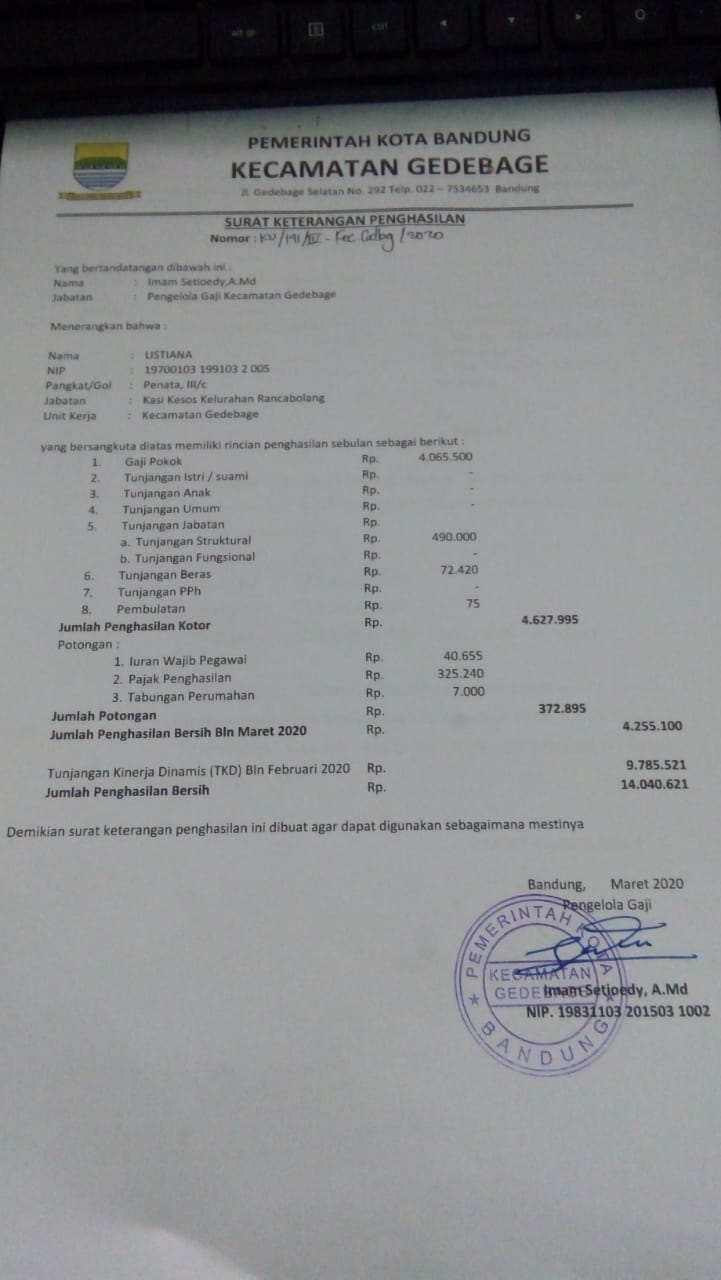 alt gr
ctrl
PEMERINTAH KOTA BANDUNG
KECAMATAN GEDEBAGE
Jl. Gedebage Selatan No. 292 Telp. 022 – 7534653 Bandung
SURAT KETERANGAN PENGHASILAN
Nomor : KU/191/IV - Kec. Gdbg / 2020
Yang bertandatangan dibawah ini :
Nama : Imam Setioedy,A.Md
Jabatan : Pengelola Gaji Kecamatan Gedebage
Menerangkan bahwa :
Nama : LISTIANA
NIP : 19700103 199103 2 005
Pangkat/Gol : Penata, III/c
Jabatan : Kasi Kesos Kelurahan Rancabolang
Unit Kerja : Kecamatan Gedebage
yang bersangkuta diatas memiliki rincian penghasilan sebulan sebagai berikut :
1. Gaji Pokok Rp. 4.065.500
2. Tunjangan Istri / suami Rp. -
3. Tunjangan Anak Rp. -
4. Tunjangan Umum Rp. -
5. Tunjangan Jabatan Rp.
a. Tunjangan Struktural Rp. 490.000
b. Tunjangan Fungsional Rp. -
6. Tunjangan Beras Rp. 72.420
7. Tunjangan PPh Rp. -
8. Pembulatan Rp. 75
Jumlah Penghasilan Kotor Rp. 4.627.995
Potongan :
1. Iuran Wajib Pegawai Rp. 40.655
2. Pajak Penghasilan Rp. 325.240
3. Tabungan Perumahan Rp. 7.000
Jumlah Potongan Rp. 372.895
Jumlah Penghasilan Bersih Bln Maret 2020 Rp. 4.255.100
Tunjangan Kinerja Dinamis (TKD) Bln Februari 2020 Rp. 9.785.521
Jumlah Penghasilan Bersih Rp. 14.040.621
Demikian surat keterangan penghasilan ini dibuat agar dapat digunakan sebagaimana mestinya
Bandung, Maret 2020
Pengelola Gaji
PEMERINTAH KOTA
KECAMATAN
GEDEBAGE
BANDUNG
Imam Setioedy, A.Md
NIP. 19831103 201503 1002